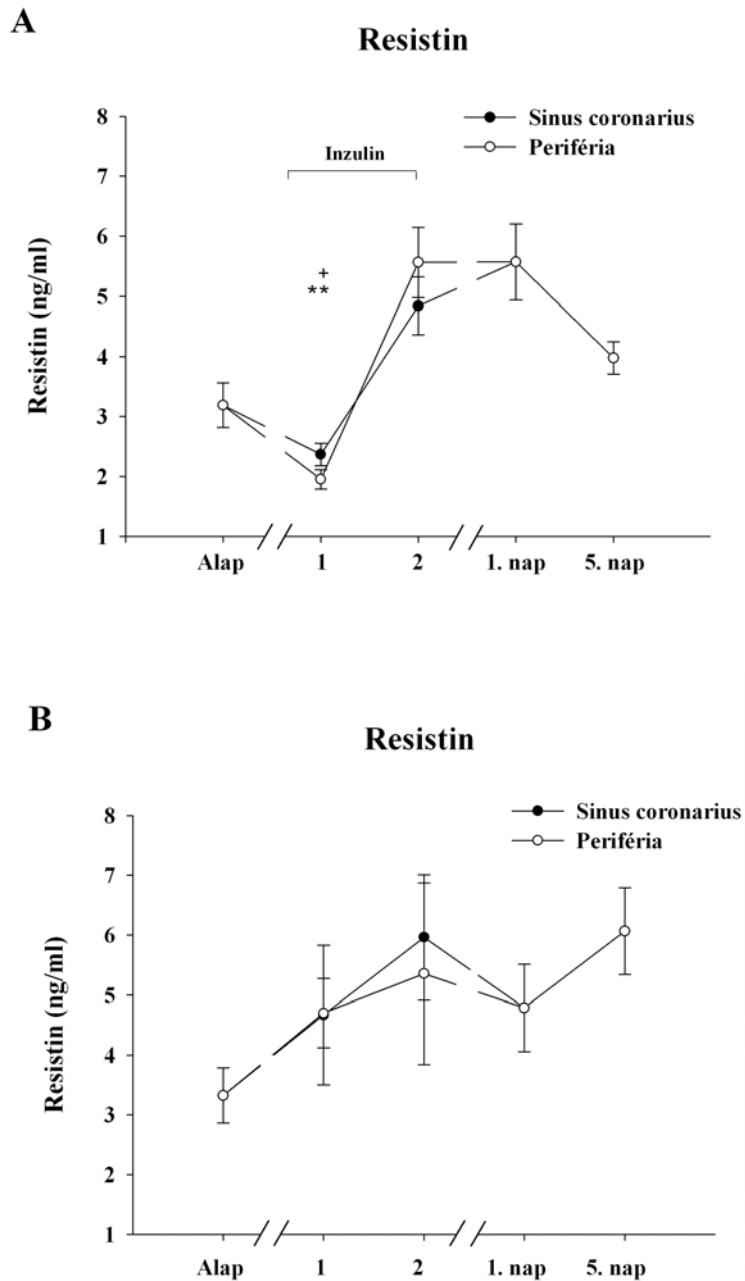 A
Resistin
Sinus coronarius
Periféria
Inzulin
+
**
Resistin (ng/ml)
8
7
6
5
4
3
2
1
Alap 1 2 1. nap 5. nap
B
Resistin
Sinus coronarius
Periféria
Resistin (ng/ml)
8
7
6
5
4
3
2
1
Alap 1 2 1. nap 5. nap